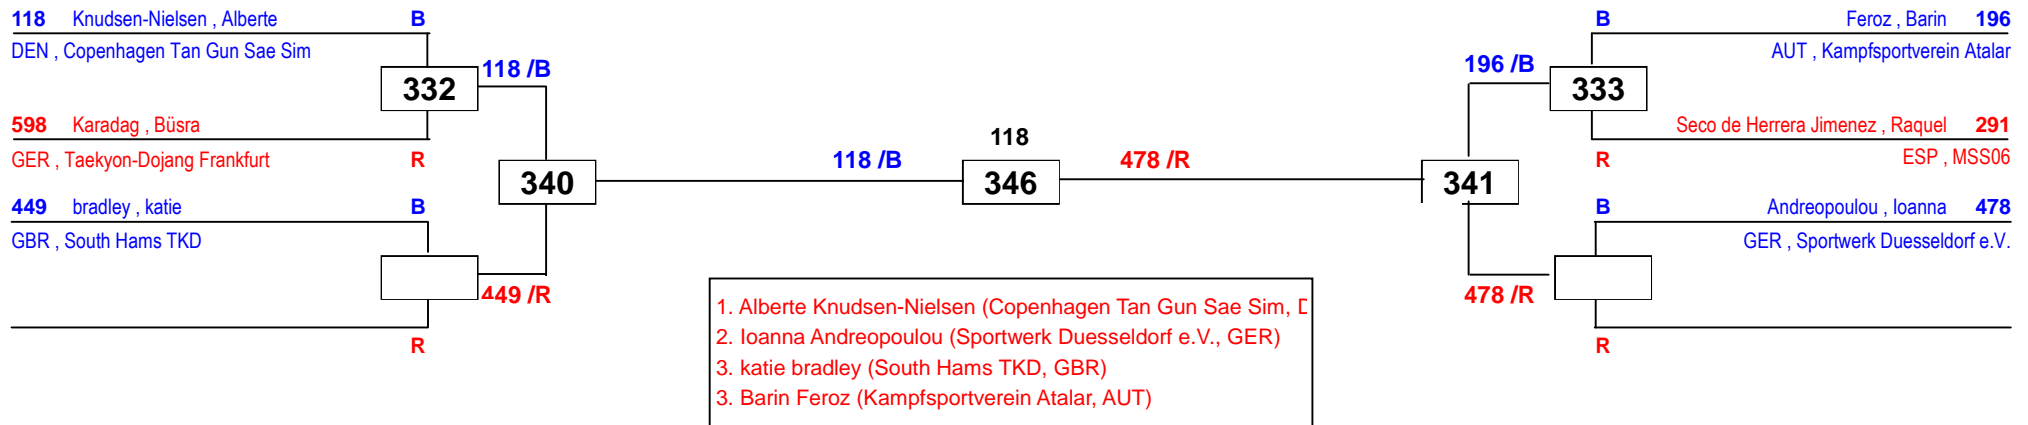 118 Knudsen-Nielsen , Alberte B
DEN , Copenhagen Tan Gun Sae Sim
332
118 /B
598 Karadag , Büsra
GER , Taekyon-Dojang Frankfurt R
340
449 bradley , katie B
GBR , South Hams TKD
449 /R
R
118 /B
118
346
478 /R
B Feroz , Barin 196
AUT , Kampfsportverein Atalar
196 /B
333
Seco de Herrera Jimenez , Raquel 291
R ESP , MSS06
341
B Andreopoulou , Ioanna 478
GER , Sportwerk Duesseldorf e.V.
478 /R
R
1. Alberte Knudsen-Nielsen (Copenhagen Tan Gun Sae Sim,
2. Ioanna Andreopoulou (Sportwerk Duesseldorf e.V., GER)
3. katie bradley (South Hams TKD, GBR)
3. Barin Feroz (Kampfsportverein Atalar, AUT)